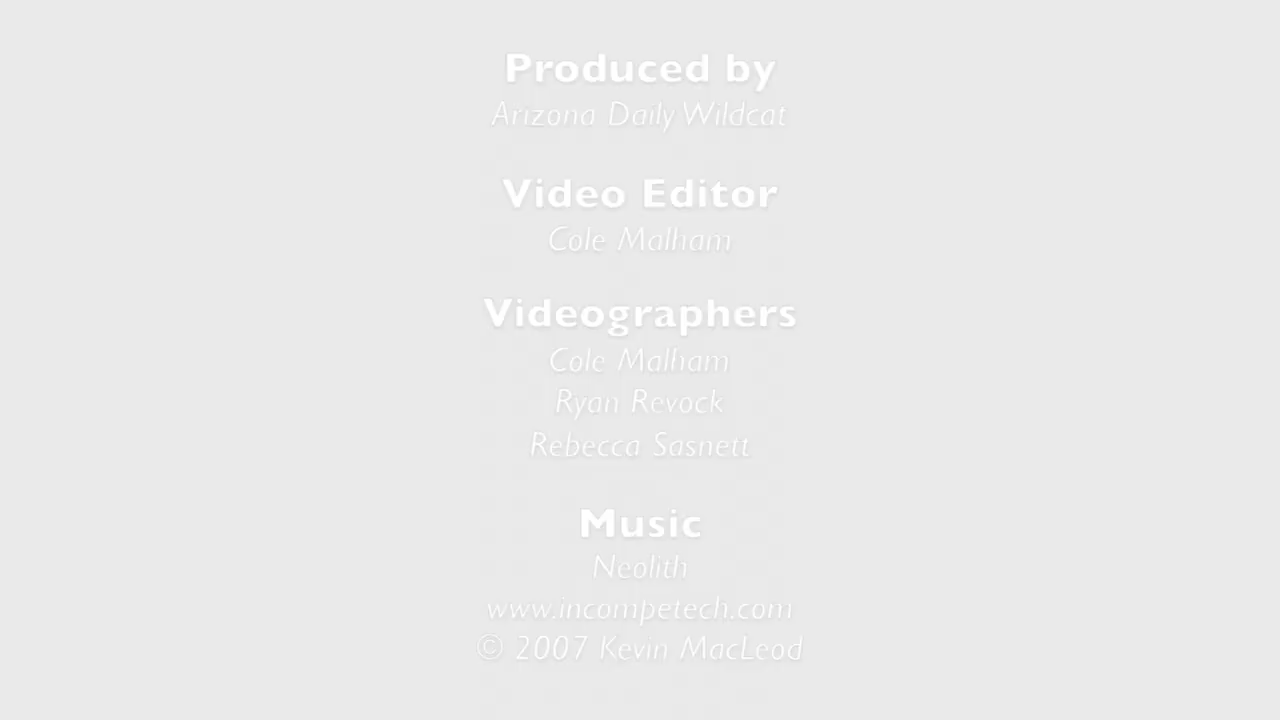 Produced by
Arizona Daily Wildcat
Video Editor
Cole Malham
Videographers
Cole Malham
Ryan Revock
Rebecca Sasnett
Music
Neolith
www.incompetech.com
© 2007 Kevin MacLeod